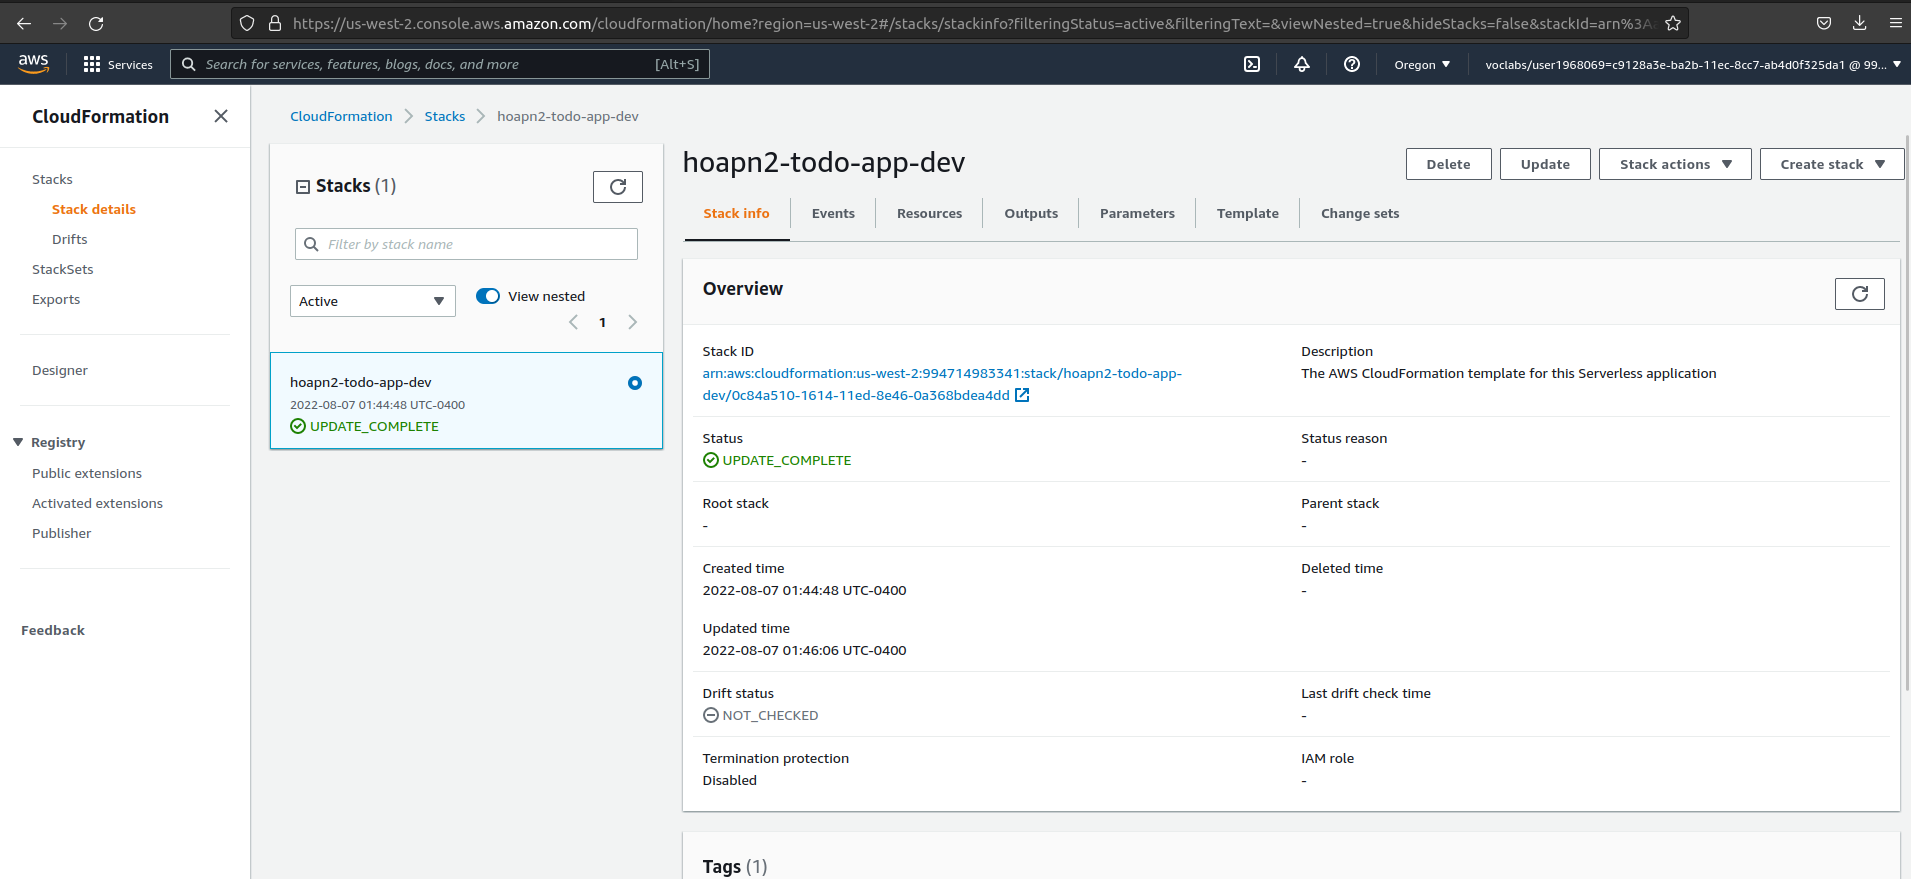 https://us-west-2.console.aws.amazon.com/cloudformation/home?region=us-west-2#/stacks/stackinfo?filteringStatus=active&filteringText=&viewNested=true&hideStacks=false&stackId=arn%3A
aws
Services
Search for services, features, blogs, docs, and more
[Alt+S]
Oregon
voclabs/user1968069=c9128a3e-ba2b-11ec-8cc7-ab4d0f325da1 @ 99...
CloudFormation
Stacks
Stack details
Drifts
StackSets
Exports
Designer
Registry
Public extensions
Activated extensions
Publisher
Feedback
CloudFormation
Stacks
hoapn2-todo-app-dev
Stacks (1)
Filter by stack name
Active
View nested
1
hoapn2-todo-app-dev
2022-08-07 01:44:48 UTC-0400
UPDATE_COMPLETE
hoapn2-todo-app-dev
Delete
Update
Stack actions
Create stack
Stack info
Events
Resources
Outputs
Parameters
Template
Change sets
Overview
Stack ID
arn:aws:cloudformation:us-west-2:994714983341:stack/hoapn2-todo-app-
dev/0c84a510-1614-11ed-8e46-0a368bdea4dd
Description
The AWS CloudFormation template for this Serverless application
Status
UPDATE_COMPLETE
Status reason
-
Root stack
-
Parent stack
-
Created time
2022-08-07 01:44:48 UTC-0400
Deleted time
-
Updated time
2022-08-07 01:46:06 UTC-0400
Drift status
NOT_CHECKED
Last drift check time
-
Termination protection
Disabled
IAM role
-
Tags (1)